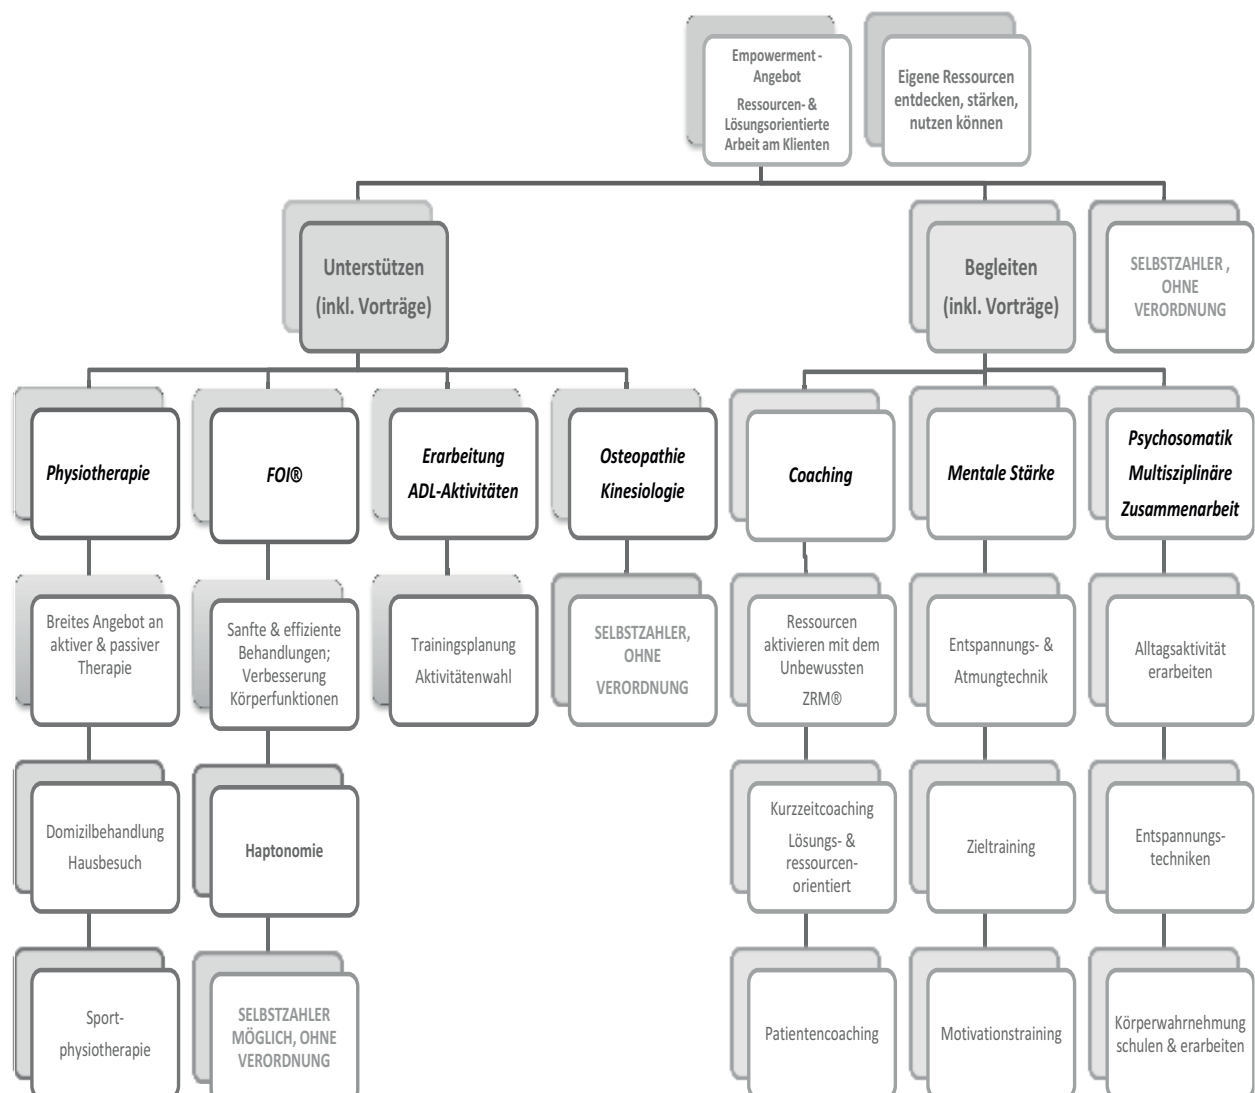 Empowerment -
Angebot
Ressourcen- &
Lösungsorientierte
Arbeit am Klienten
Eigene Ressourcen
entdecken, stärken,
nutzen können
Unterstützen
(inkl. Vorträge)
Begleiten
(inkl. Vorträge)
SELBSTZAHLER ,
OHNE
VERORDNUNG
Physiotherapie
FOI®
Erarbeitung
ADL-Aktivitäten
Osteopathie
Kinesiologie
Coaching
Mentale Stärke
Psychosomatik
Multisziplinäre
Zusammenarbeit
Breites Angebot an
aktiver & passiver
Therapie
Sanfte & effiziente
Behandlungen;
Verbesserung
Körperfunktionen
Trainingsplanung
Aktivitätenwahl
SELBSTZAHLER,
OHNE
VERORDNUNG
Ressourcen
aktivieren mit dem
Unbewussten
ZRM®
Entspannungs- &
Atmungtechnik
Alltagsaktivität
erarbeiten
Domizilbehandlung
Hausbesuch
Haptonomie
Kurzzeitcoaching
Lösungs- &
ressourcen-
orientiert
Zieltraining
Entspannungs-
techniken
Sport-
physiotherapie
SELBSTZAHLER
MÖGLICH, OHNE
VERORDNUNG
Patientencoaching
Motivationstraining
Körperwahrnehmung
schulen & erarbeiten